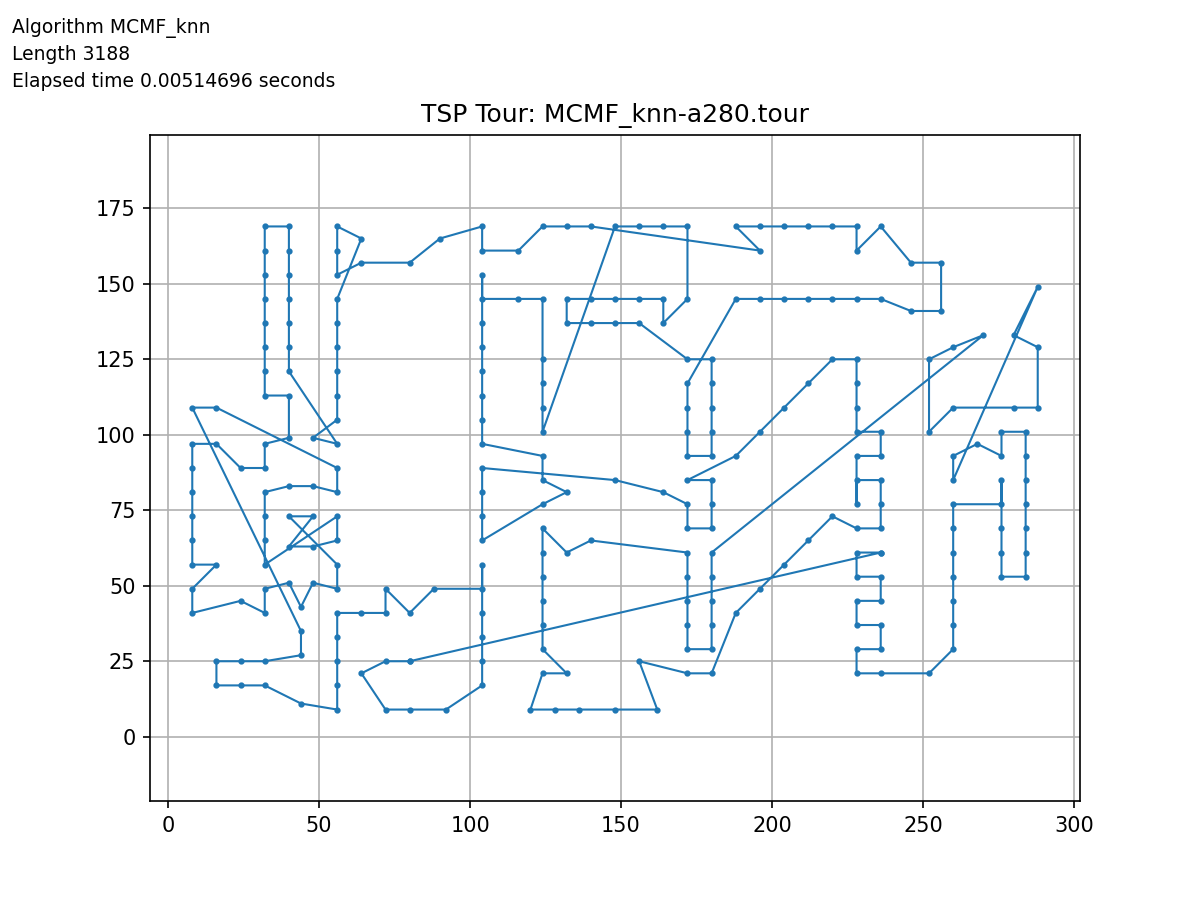 Algorithm MCMF_knn
Length 3188
Elapsed time 0.00514696 seconds
TSP Tour: MCMF_knn-a280.tour
175
150
125
100
75
50
25
0
0 50 100 150 200 250 300